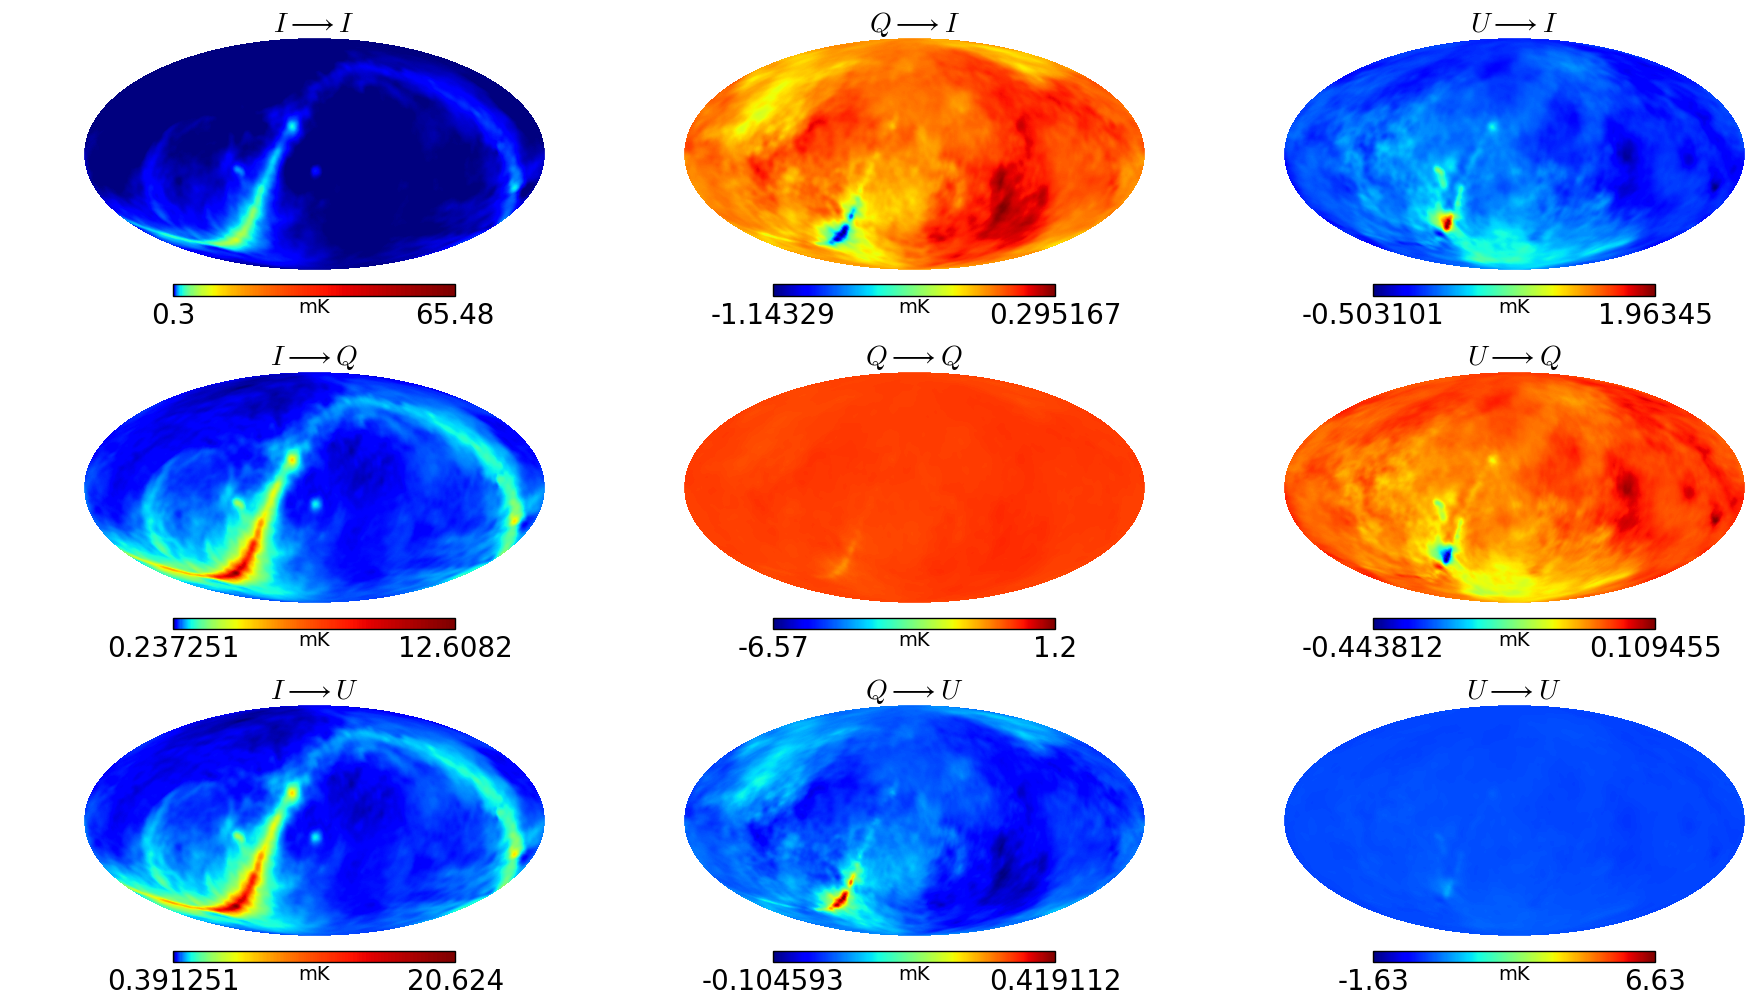 I ⟶ I
Q ⟶ I
U ⟶ I
0.3 mK 65.48
-1.14329 mK 0.295167
-0.503101 mK 1.96345
I ⟶ Q
Q ⟶ Q
U ⟶ Q
0.237251 mK 12.6082
-6.57 mK 1.2
-0.443812 mK 0.109455
I ⟶ U
Q ⟶ U
U ⟶ U
0.391251 mK 20.624
-0.104593 mK 0.419112
-1.63 mK 6.63